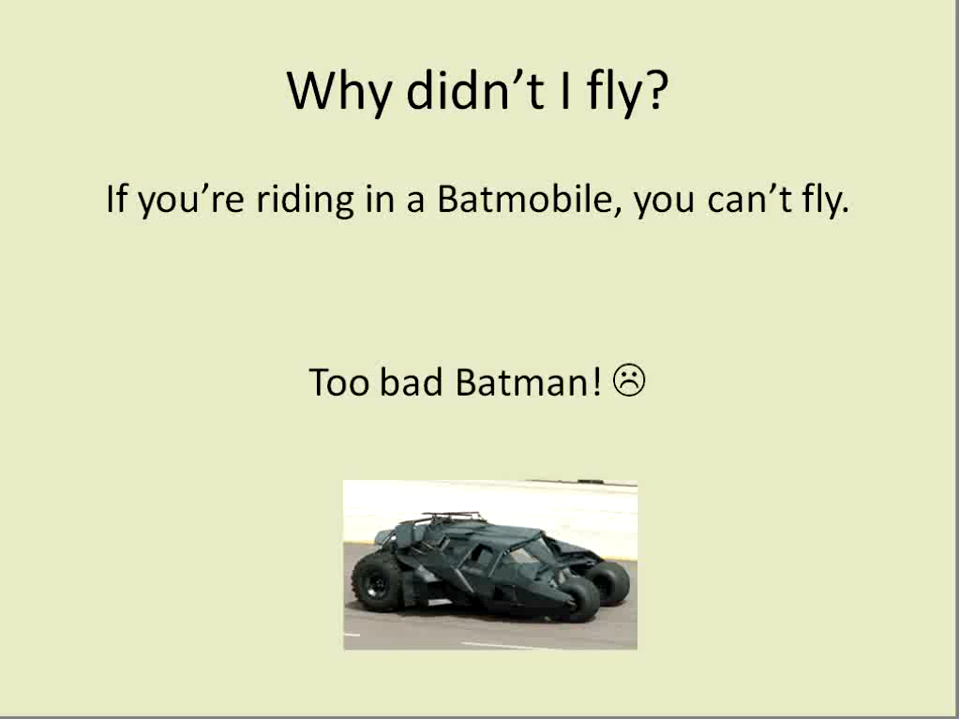 Why didn’t I fly?
If you’re riding in a Batmobile, you can’t fly.
Too bad Batman! ☹